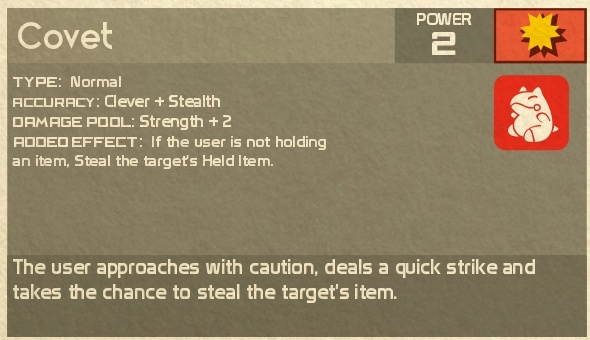 Covet
POWER
2
TYPE: Normal
ACCURACY: Clever + Stealth
DAMAGE POOL: Strength + 2
ADDED EFFECT: If the user is not holding
an item, Steal the target's Held Item.
The user approaches with caution, deals a quick strike and
takes the chance to steal the target's item.